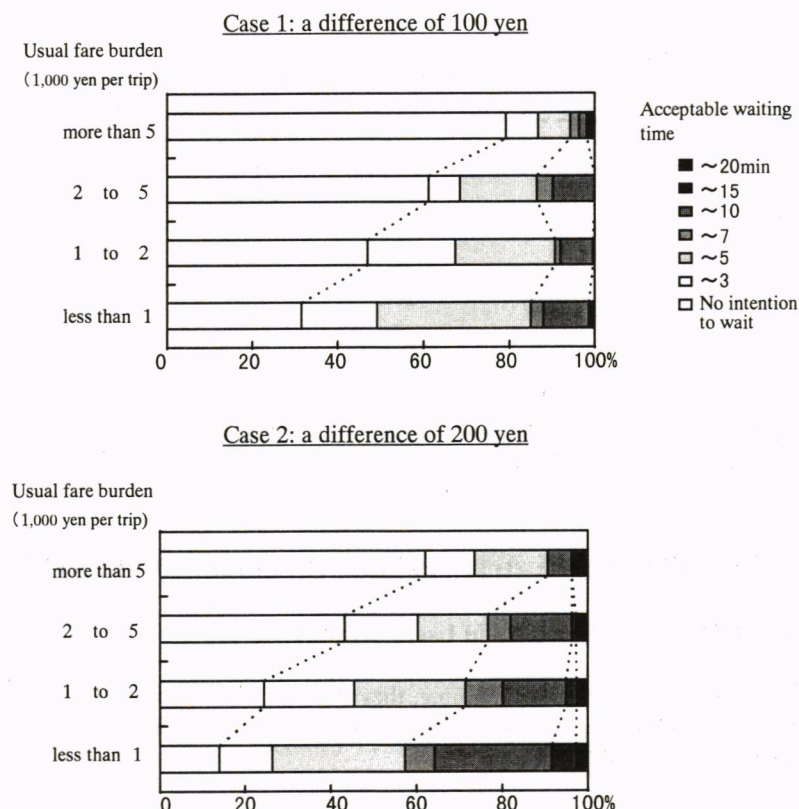 Case 1: a difference of 100 yen
Usual fare burden
(1,000 yen per trip)
more than 5
2 to 5
1 to 2
less than 1
0 20 40 60 80 100%
Acceptable waiting
time
~20min
~15
~10
~7
~5
~3
No intention
to wait
Case 2: a difference of 200 yen
Usual fare burden
(1,000 yen per trip)
more than 5
2 to 5
1 to 2
less than 1
0 20 40 60 80 100%